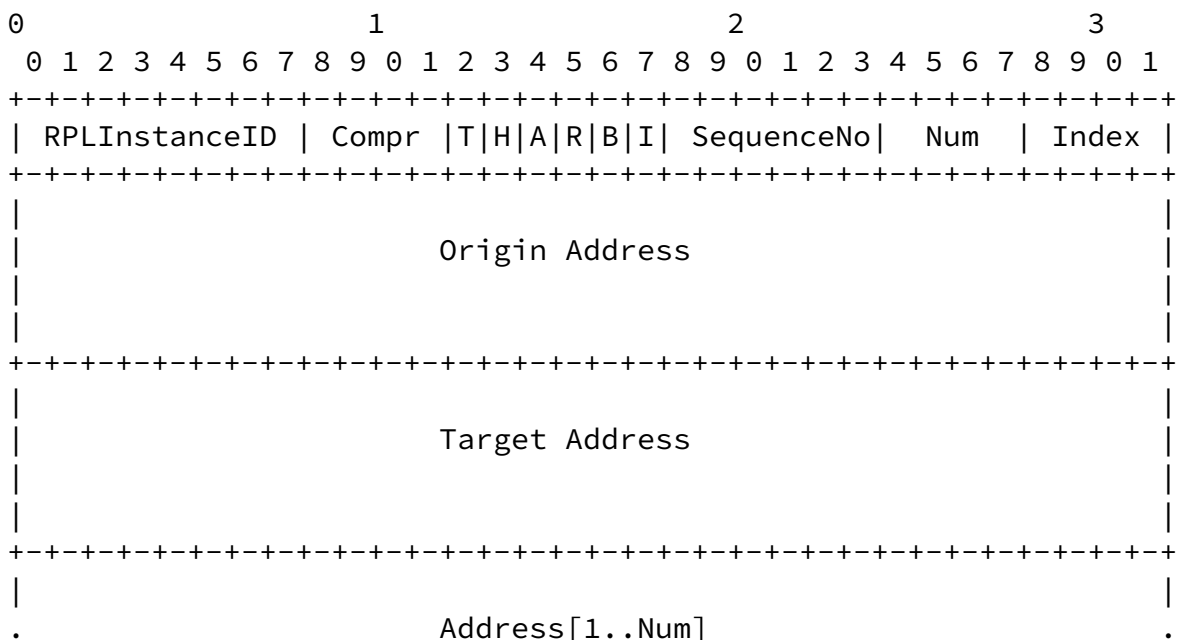 0                   1                   2                   3
 0 1 2 3 4 5 6 7 8 9 0 1 2 3 4 5 6 7 8 9 0 1 2 3 4 5 6 7 8 9 0 1
+-+-+-+-+-+-+-+-+-+-+-+-+-+-+-+-+-+-+-+-+-+-+-+-+-+-+-+-+-+-+-+-+
| RPLInstanceID | Compr |T|H|A|R|B|I| SequenceNo|  Num  | Index |
+-+-+-+-+-+-+-+-+-+-+-+-+-+-+-+-+-+-+-+-+-+-+-+-+-+-+-+-+-+-+-+-+
|                                                               |
|                       Origin Address                          |
|                                                               |
|                                                               |
+-+-+-+-+-+-+-+-+-+-+-+-+-+-+-+-+-+-+-+-+-+-+-+-+-+-+-+-+-+-+-+-+
|                                                               |
|                       Target Address                          |
|                                                               |
|                                                               |
+-+-+-+-+-+-+-+-+-+-+-+-+-+-+-+-+-+-+-+-+-+-+-+-+-+-+-+-+-+-+-+-+
|                                                               |
.                       Address[1..Num]                         .